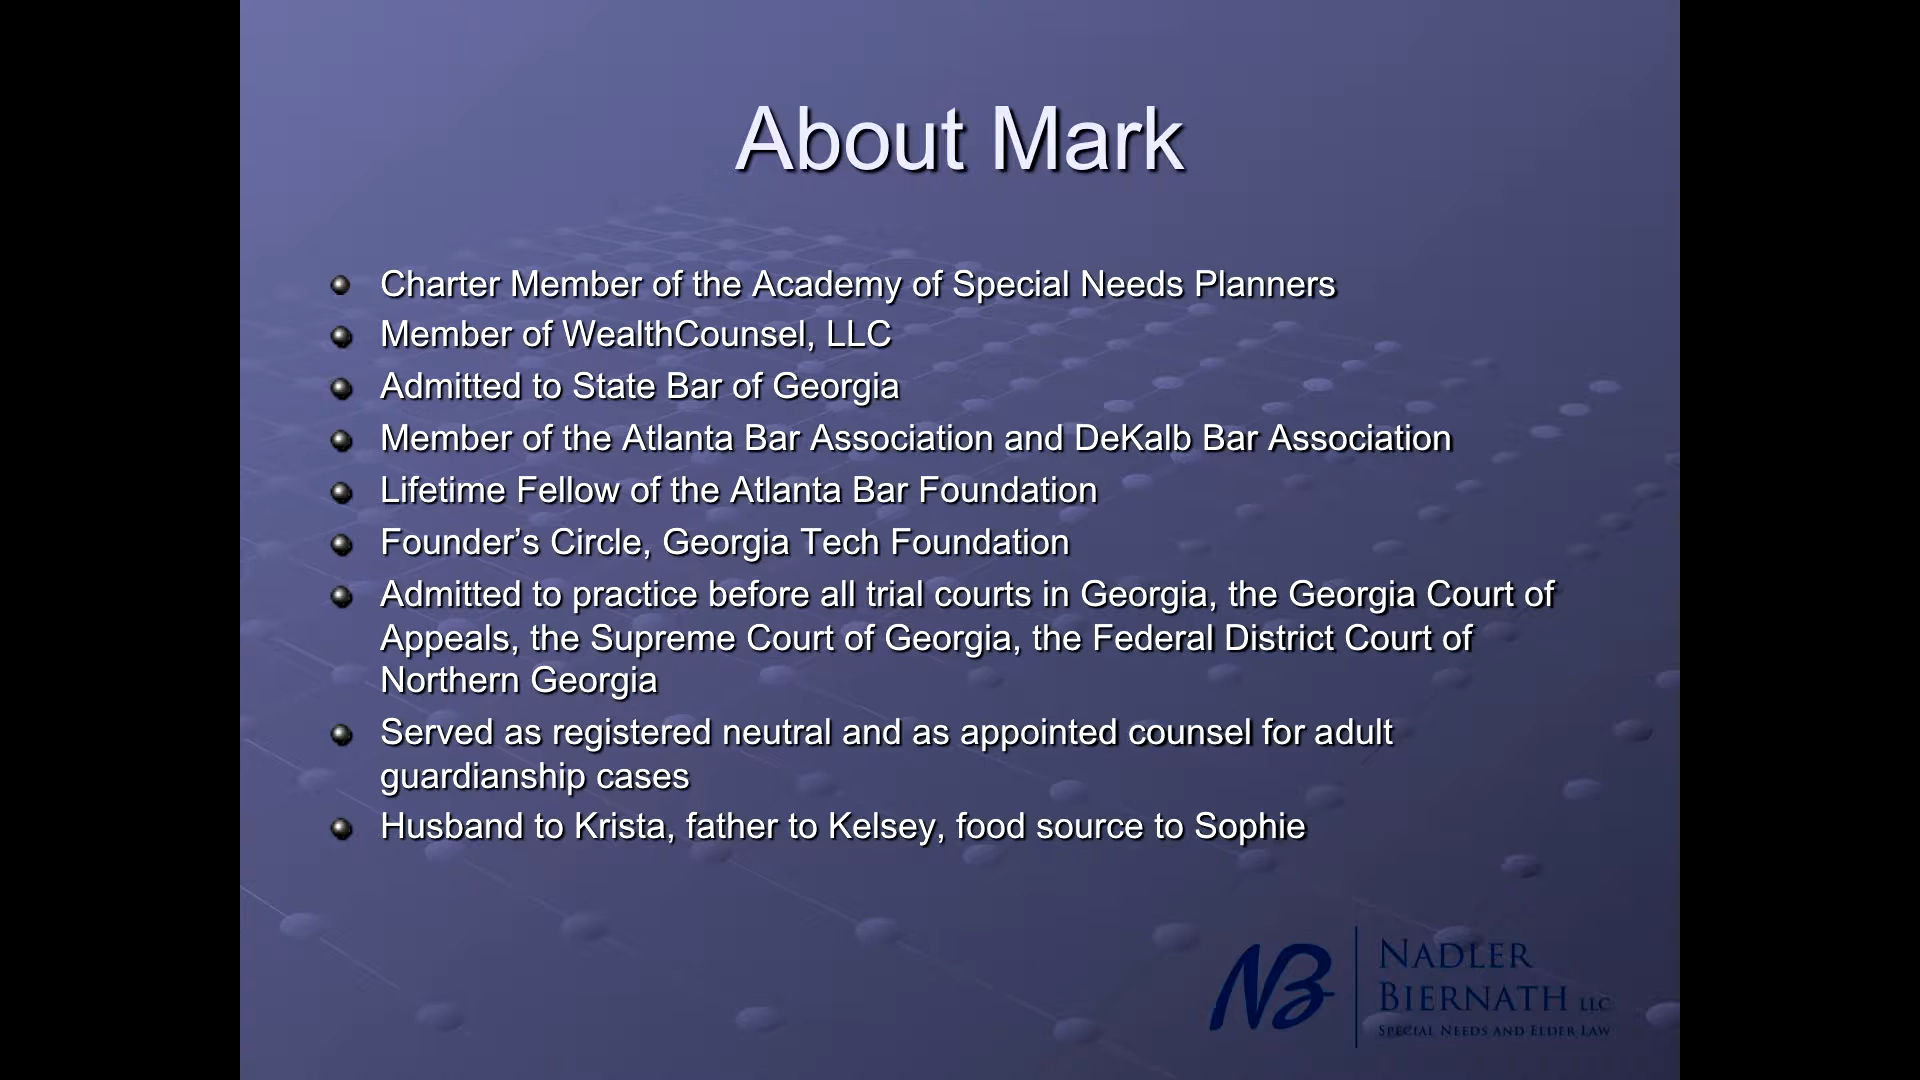 About Mark
Charter Member of the Academy of Special Needs Planners
Member of WealthCounsel, LLC
Admitted to State Bar of Georgia
Member of the Atlanta Bar Association and DeKalb Bar Association
Lifetime Fellow of the Atlanta Bar Foundation
Founder’s Circle, Georgia Tech Foundation
Admitted to practice before all trial courts in Georgia, the Georgia Court of
Appeals, the Supreme Court of Georgia, the Federal District Court of
Northern Georgia
Served as registered neutral and as appointed counsel for adult
guardianship cases
Husband to Krista, father to Kelsey, food source to Sophie
NB
NADLER
BIERNATH LLC
SPECIAL NEEDS AND ELDER LAW